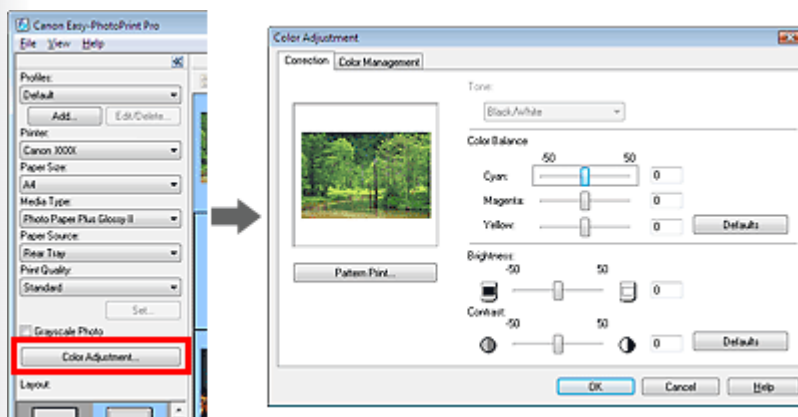 Canon Easy-PhotoPrint Pro
File View Help
Profiles:
Default
Add... Edit/Delete...
Printer:
Canon XXXX
Paper Size:
A4
Media Type:
Photo Paper Plus Glossy II
Paper Source:
Rear Tray
Print Quality:
Standard
Set...
Grayscale Photo
Color Adjustment...
Layout:
Color Adjustment
Correction Color Management
Tone:
Black/White
Color Balance
-50 50
Cyan: 0
Magenta: 0
Yellow: 0 Defaults
Pattern Print...
Brightness:
-50 50
0
Contrast:
-50 50
0 Defaults
OK Cancel Help